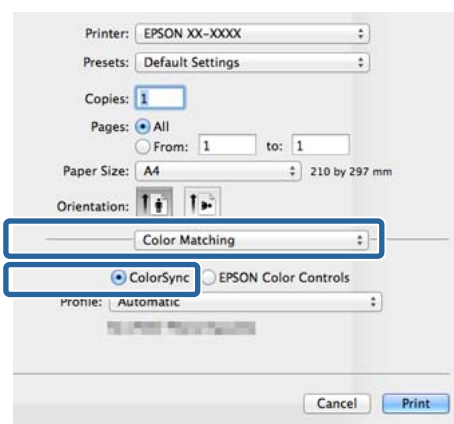 Printer: EPSON XX-XXXX
Presets: Default Settings
Copies: 1
Pages: All
From: 1 to: 1
Paper Size: A4 210 by 297 mm
Orientation:
Color Matching
ColorSync EPSON Color Controls
Profile: Automatic
Cancel Print